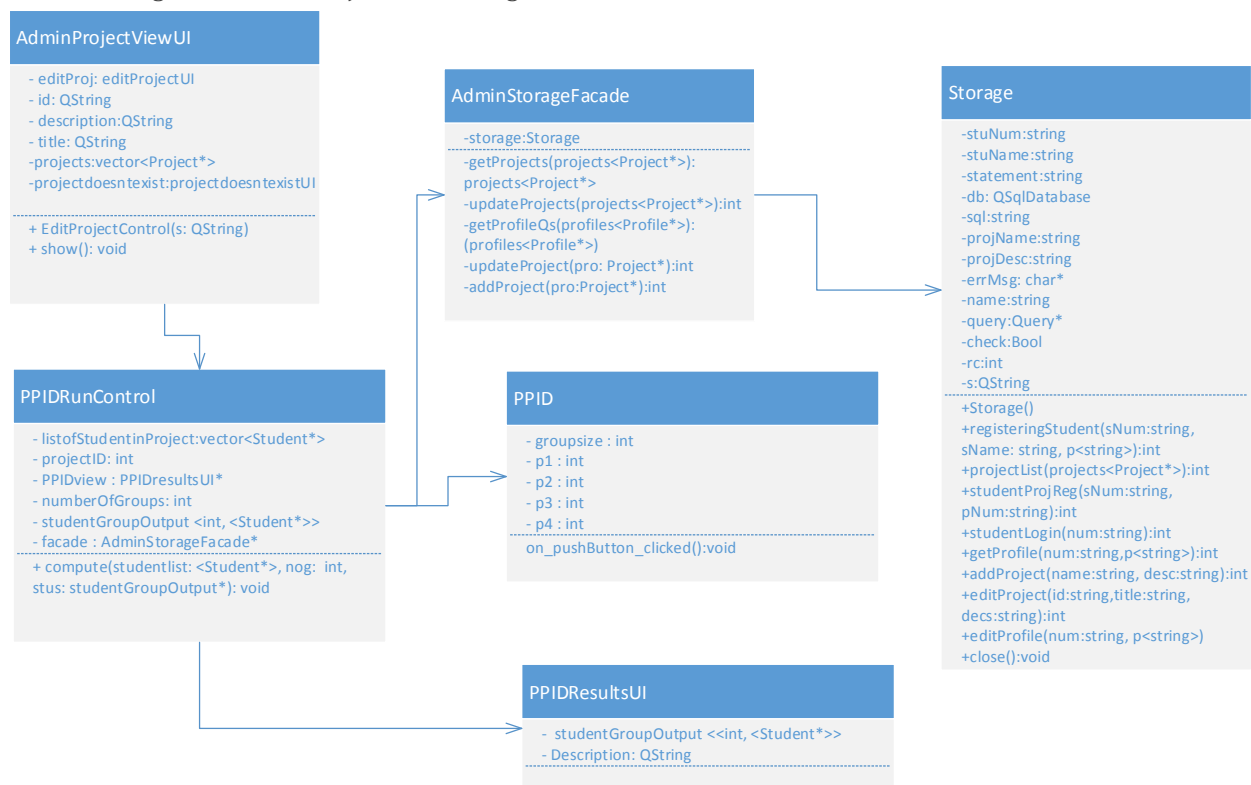 AdminProjectViewUI
- editProj: editProjectUI
- id: QString
- description:QString
- title: QString
-projects:vector<Project*>
-projectdoesntexist:projectdoesntexistUI
+ EditProjectControl(s: QString)
+ show(): void
AdminStorageFacade
-storage:Storage
-getProjects(projects<Project*>):
projects<Project*>
-updateProjects(projects<Project*>):int
-getProfileQs(profiles<Profile*>):
(profiles<Profile*>)
-updateProject(pro: Project*):int
-addProject(pro:Project*):int
Storage
-stuNum:string
-stuName:string
-statement:string
-db: QSqlDatabase
-sql:string
-projName:string
-projDesc:string
-errMsg: char*
-name:string
-query:Query*
-check:Bool
-rc:int
-s:QString
+Storage()
+registeringStudent(sNum:string,
sName: string, p<string>):int
+projectList(projects<Project*>):int
+studentProjReg(sNum:string,
pNum:string):int
+studentLogin(num:string):int
+getProfile(num:string,p<string>):int
+addProject(name:string, desc:string):int
+editProject(id:string,title:string,
decs:string):int
+editProfile(num:string, p<string>)
+close():void
PPIDRunControl
- listofStudentinProject:vector<Student*>
- projectID: int
- PPIDview : PPIDresultsUI*
- numberOfGroups: int
- studentGroupOutput <int, <Student*>>
- facade : AdminStorageFacade*
+ compute(studentlist: <Student*>, nog: int,
stus: studentGroupOutput*): void
PPID
- groupsize : int
- p1 : int
- p2 : int
- p3 : int
- p4 : int
on_pushButton_clicked():void
PPIDResultsUI
- studentGroupOutput <<int, <Student*>>
- Description: QString